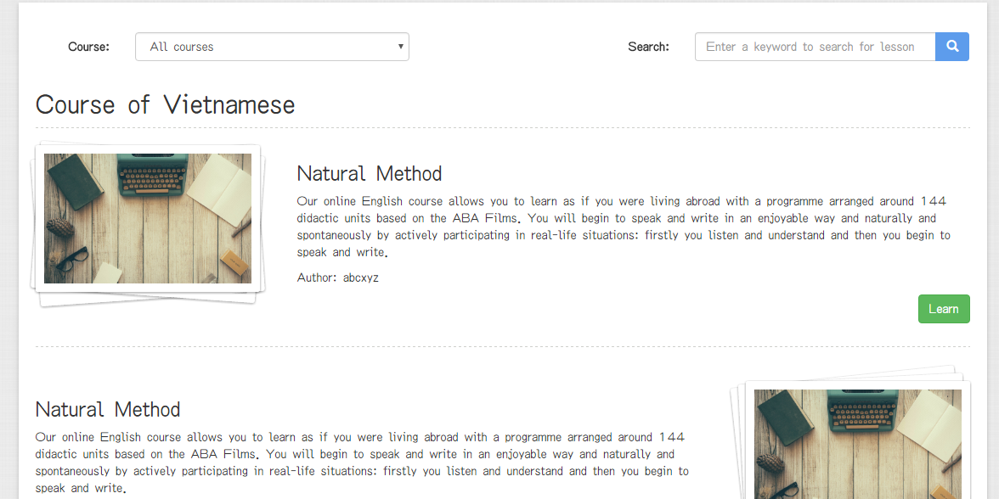 Course:
All courses
Search:
Enter a keyword to search for lesson
Course of Vietnamese
Natural Method
Our online English course allows you to learn as if you were living abroad with a programme arranged around 144
didactic units based on the ABA Films. You will begin to speak and write in an enjoyable way and naturally and
spontaneously by actively participating in real-life situations: firstly you listen and understand and then you begin to
speak and write.
Author: abcxyz
Learn
Natural Method
Our online English course allows you to learn as if you were living abroad with a programme arranged around 144
didactic units based on the ABA Films. You will begin to speak and write in an enjoyable way and naturally and
spontaneously by actively participating in real-life situations: firstly you listen and understand and then you begin to
speak and write.